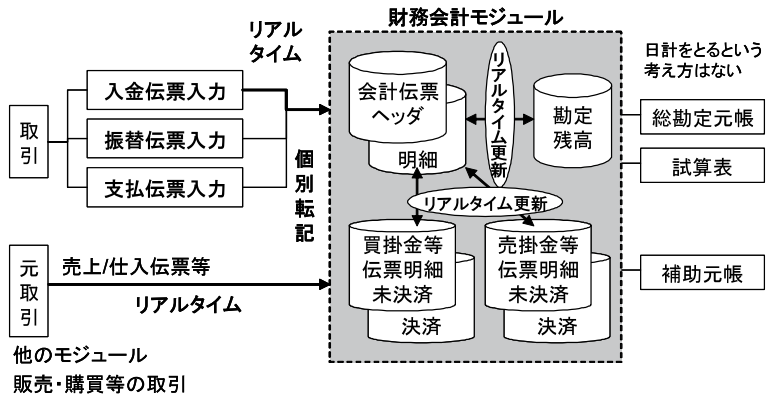 財務会計モジュール
リアル
タイム
日計をとるという
考え方はない
取引
入金伝票入力
振替伝票入力
支払伝票入力
個別転記
会計伝票
ヘッダ
明細
リアルタイム更新
勘定
残高
リアルタイム更新
総勘定元帳
試算表
補助元帳
元取引
売上/仕入伝票等
リアルタイム
買掛金等
伝票明細
未決済
決済
売掛金等
伝票明細
未決済
決済
他のモジュール
販売・購買等の取引